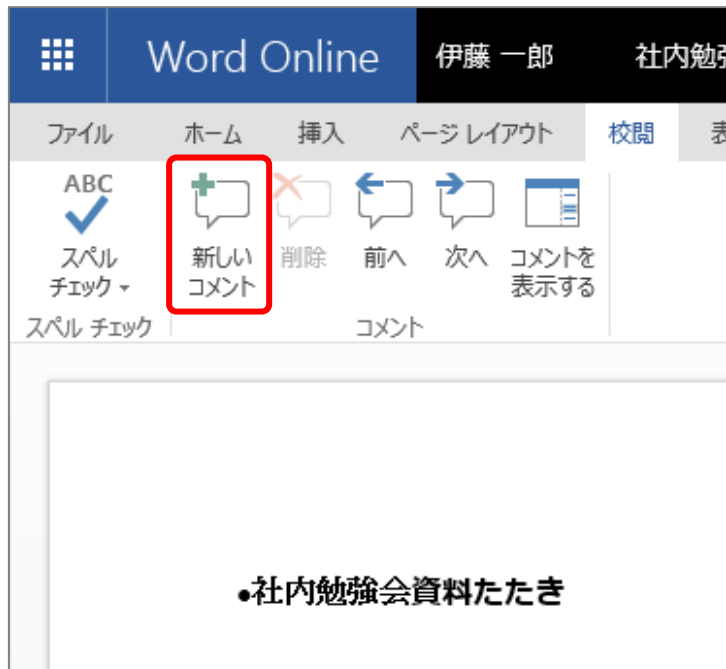 Word Online 伊藤 一郎 社内勉
ファイル ホーム 挿入 ページ レイアウト 校閲
ABC
スペル チェック
新しい コメント
削除
前へ
次へ
コメントを 表示する
スペル チェック コメント
•社内勉強会資料たたき